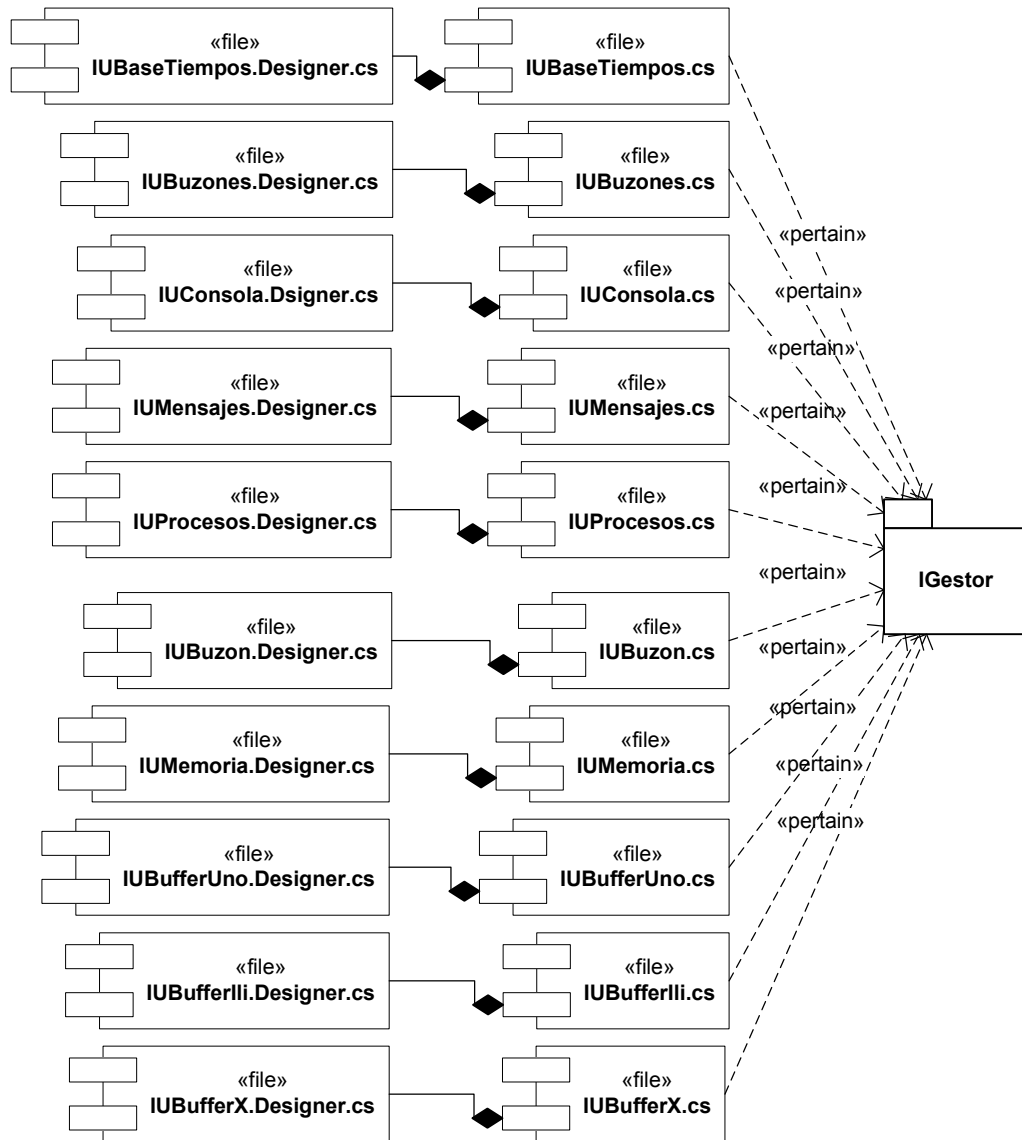 «file»
IUBaseTiempos.Designer.cs
«file»
IUBaseTiempos.cs
«file»
IUBuzones.Designer.cs
«file»
IUBuzones.cs
«pertain»
«file»
IUConsola.Dsigner.cs
«file»
IUConsola.cs
«pertain»
«pertain»
«file»
IUMensajes.Designer.cs
«file»
IUMensajes.cs
«pertain»
«file»
IUProcesos.Designer.cs
«file»
IUProcesos.cs
«pertain»
IGestor
«pertain»
«file»
IUBuzon.Designer.cs
«file»
IUBuzon.cs
«pertain»
«file»
IUMemoria.Designer.cs
«file»
IUMemoria.cs
«pertain»
«pertain»
«file»
IUBufferUno.Designer.cs
«file»
IUBufferUno.cs
«pertain»
«file»
IUBufferIli.Designer.cs
«file»
IUBufferIli.cs
«file»
IUBufferX.Designer.cs
«file»
IUBufferX.cs